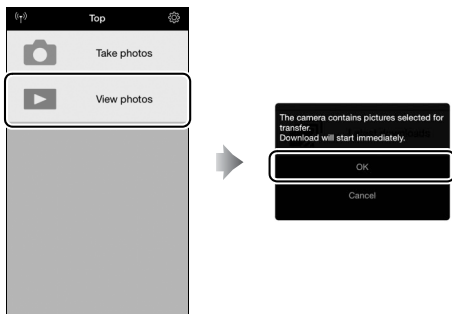 Top
Take photos
View photos
The camera contains pictures selected for
transfer.
Download will start immediately.
OK
Cancel